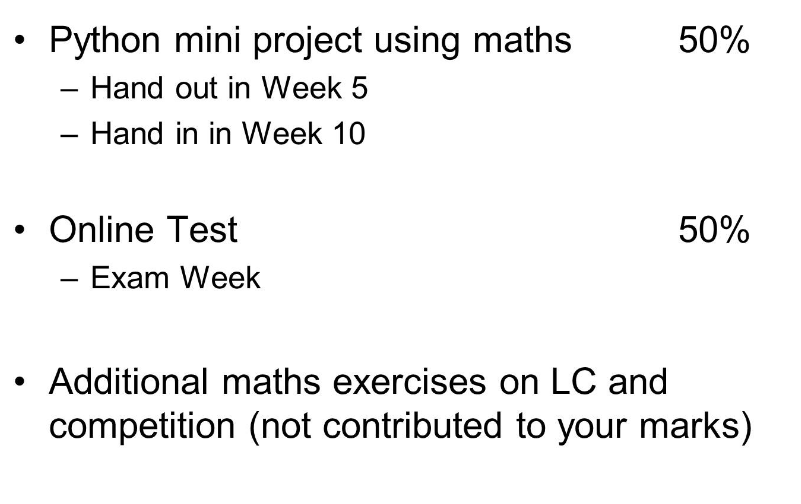 • Python mini project using maths 50%
– Hand out in Week 5
– Hand in in Week 10
• Online Test 50%
– Exam Week
• Additional maths exercises on LC and
competition (not contributed to your marks)